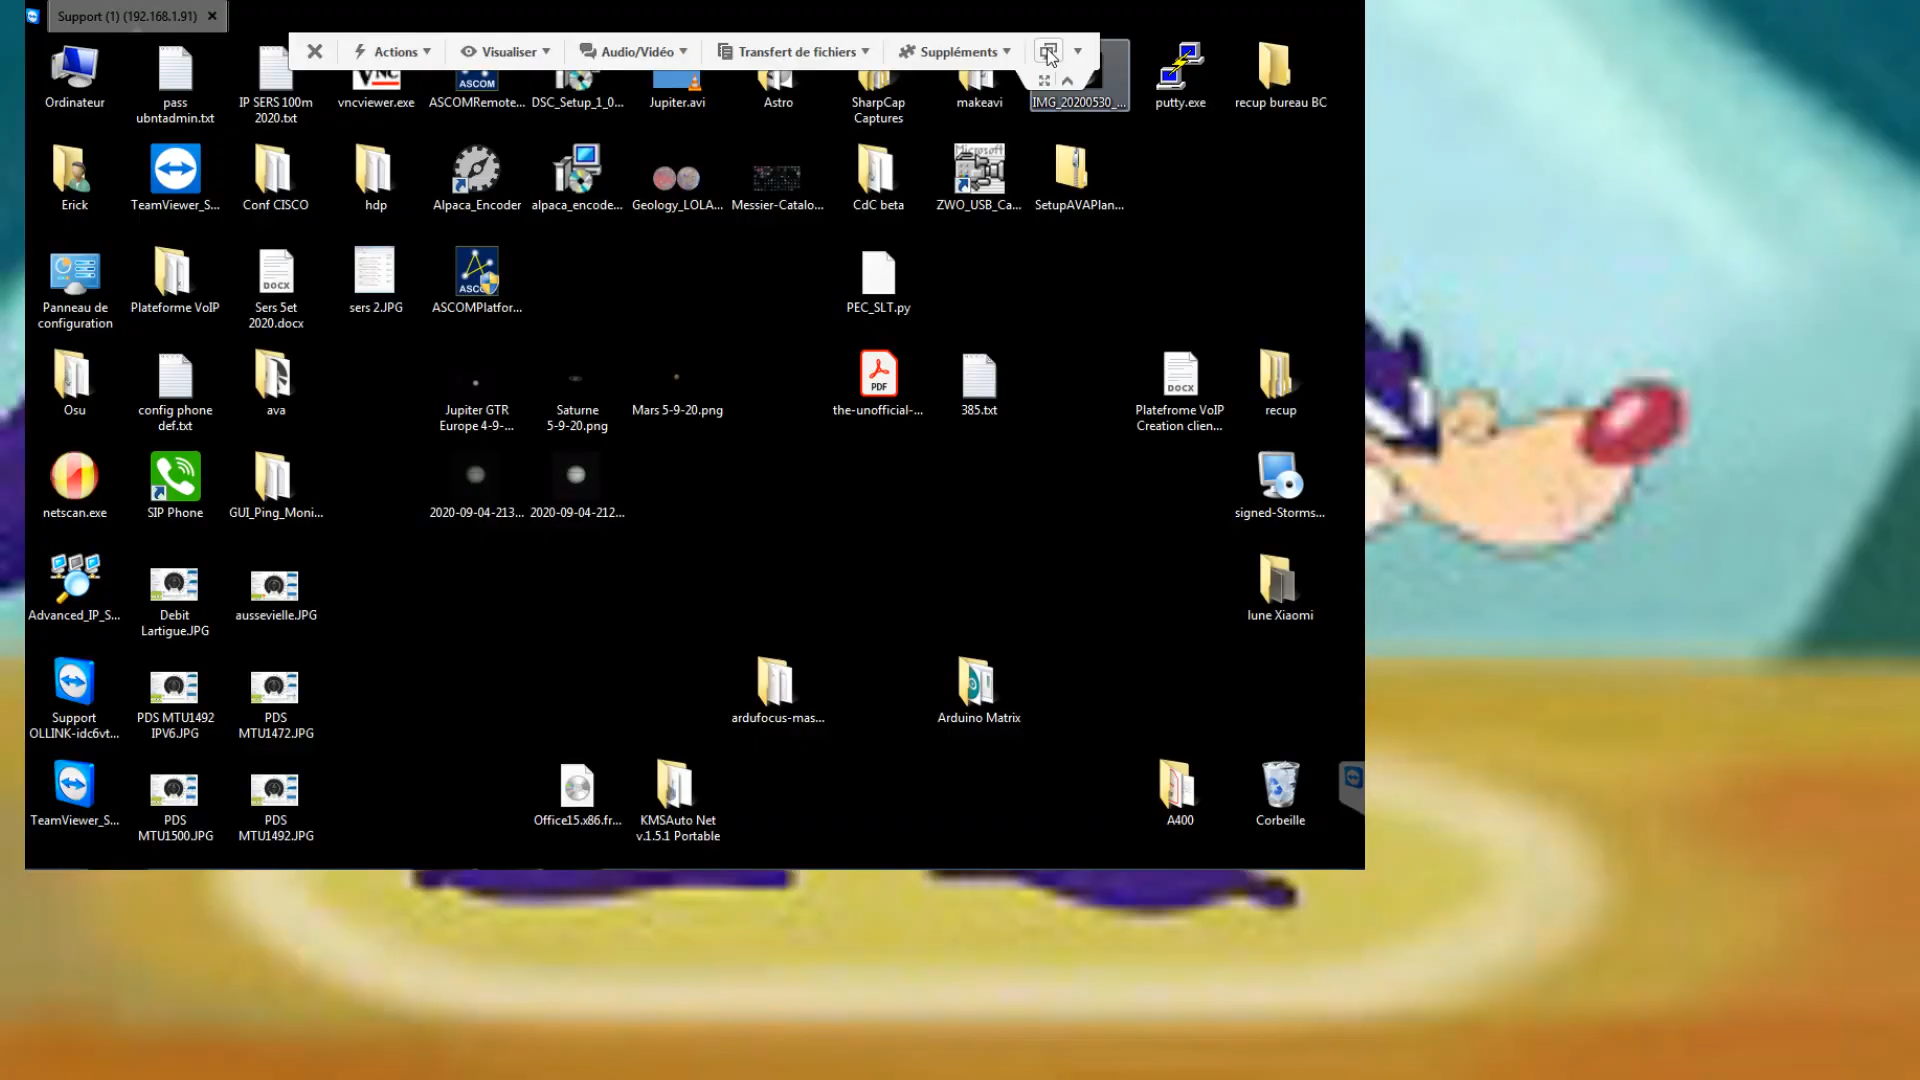 Support (1) (192.168.1.91)
Actions
Visualiser
Audio/Vidéo
Transfert de fichiers
Suppléments
Ordinateur
pass
ubntadmin.txt
IP SERS 100m
2020.txt
VNC
vncviewer.exe
ASCOM
ASCOMRemote...
DSC_Setup_1_0...
Jupiter.avi
Astro
SharpCap
Captures
makeavi
IMG_20200530_...
putty.exe
recup bureau BC
Erick
TeamViewer_S...
Conf CISCO
hdp
Alpaca_Encoder
alpaca_encode...
Geology_LOLA...
Messier-Catalo...
CdC beta
Microsoft
ZWO_USB_Ca...
SetupAVAPlan...
Panneau de
configuration
Plateforme VoIP
DOCX
Sers 5et
2020.docx
sers 2.JPG
ASCO
ASCOMPlatfor...
PEC_SLT.py
Osu
config phone
def.txt
ava
Jupiter GTR
Europe 4-9-...
Saturne
5-9-20.png
Mars 5-9-20.png
PDF
the-unofficial-...
385.txt
DOCX
Platefrome VoIP
Creation clien...
recup
netscan.exe
SIP Phone
GUI_Ping_Moni...
2020-09-04-213...
2020-09-04-212...
signed-Storms...
Advanced_IP_S...
Debit
Lartigue.JPG
aussevielle.JPG
lune Xiaomi
Support
OLLINK-idc6vt...
PDS MTU1492
IPV6.JPG
PDS
MTU1472.JPG
ardufocus-mas...
Arduino Matrix
TeamViewer_S...
PDS
MTU1500.JPG
PDS
MTU1492.JPG
Office15.x86.fr...
KMSAuto Net
v.1.5.1 Portable
A400
Corbeille